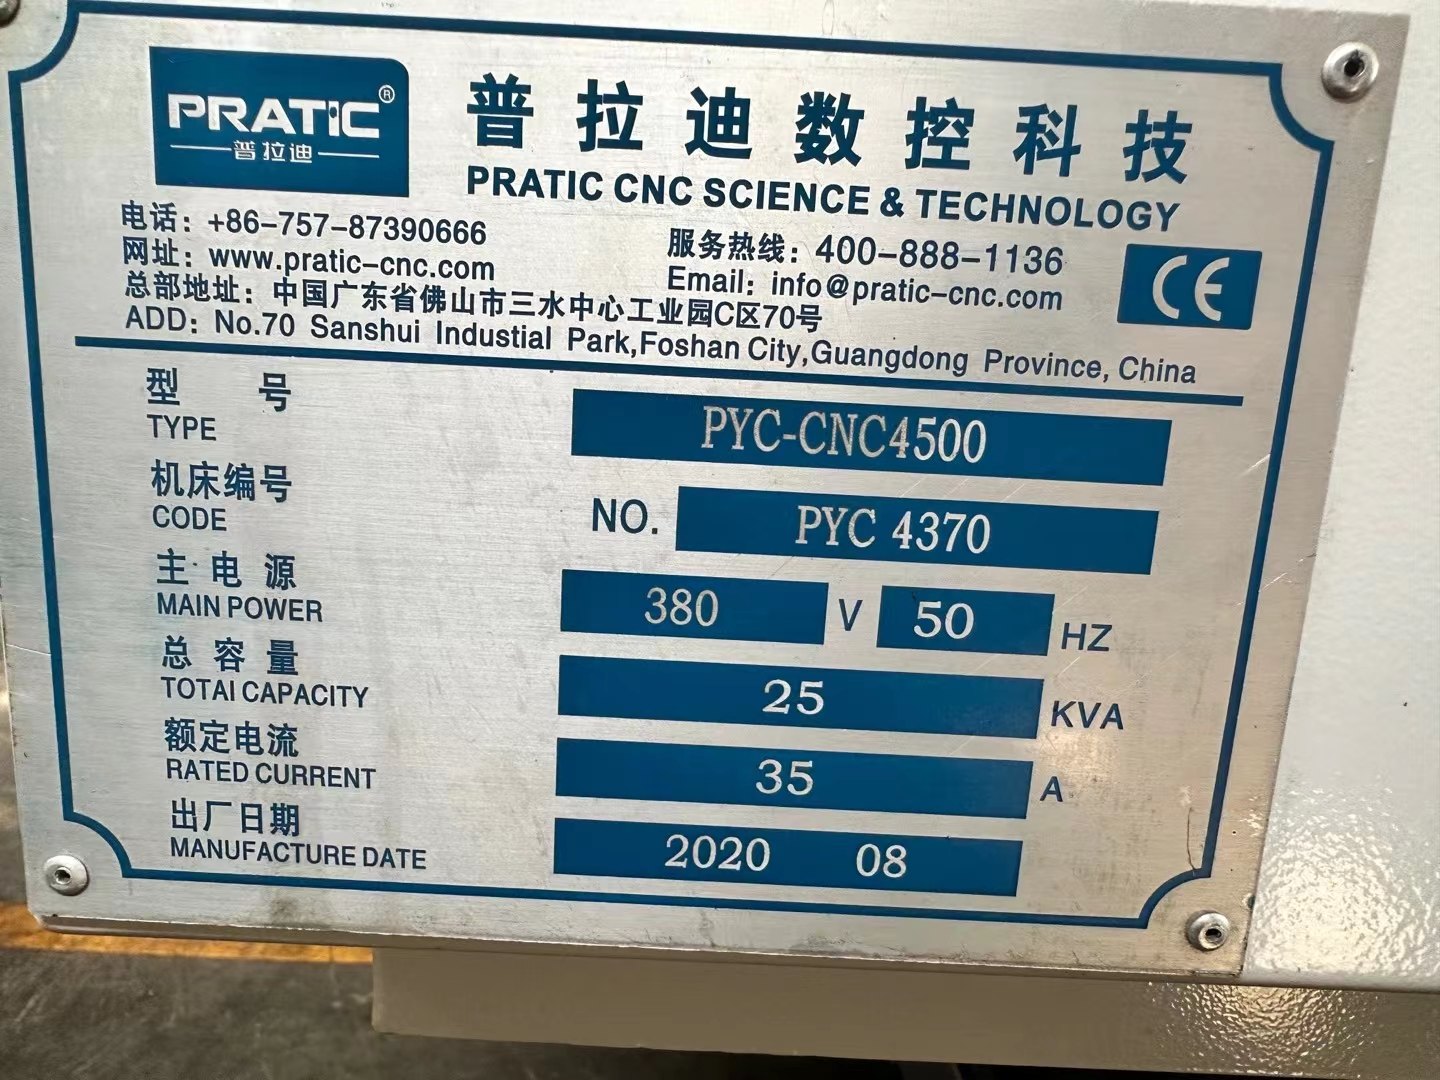 PRATIC®
普拉迪
普拉迪数控科技
PRATIC CNC SCIENCE & TECHNOLOGY
电话：+86-757-87390666
服务热线：400-888-1136
网址：www.pratic-cnc.com
Email: info@pratic-cnc.com
CE
总部地址：中国广东省佛山市三水中心工业园C区70号
ADD: No.70 Sanshui Industial Park,Foshan City,Guangdong Province, China
型 号
TYPE
PYC-CNC4500
机床编号
CODE
NO. PYC 4370
主电源
MAIN POWER
380 V 50 HZ
总容量
TOTAI CAPACITY
25 KVA
额定电流
RATED CURRENT
35 A
出厂日期
MANUFACTURE DATE
2020 08